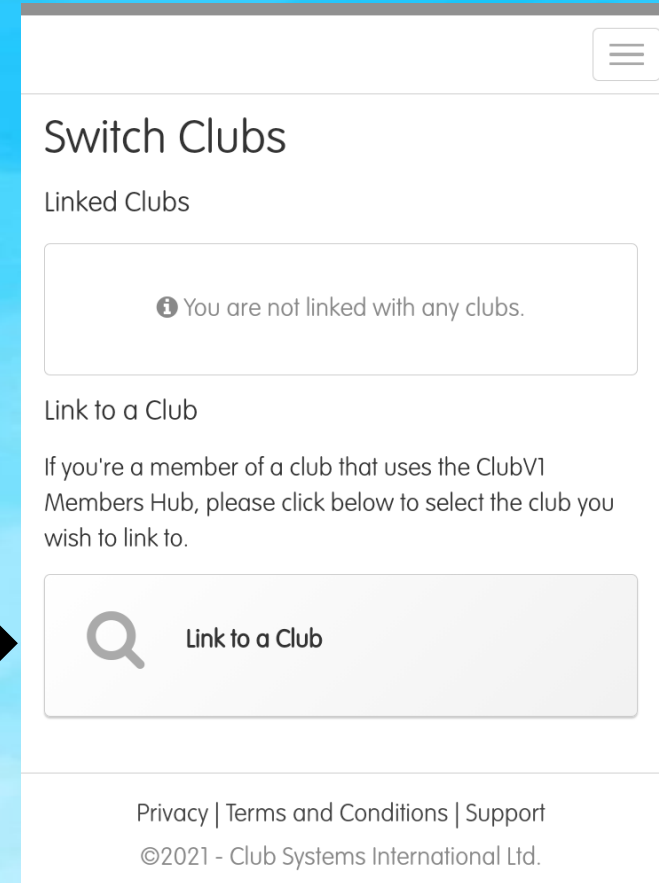 Switch Clubs
Linked Clubs
You are not linked with any clubs.
Link to a Club
If you're a member of a club that uses the ClubV1
Members Hub, please click below to select the club you
wish to link to.
Link to a Club
Privacy | Terms and Conditions | Support
©2021 - Club Systems International Ltd.